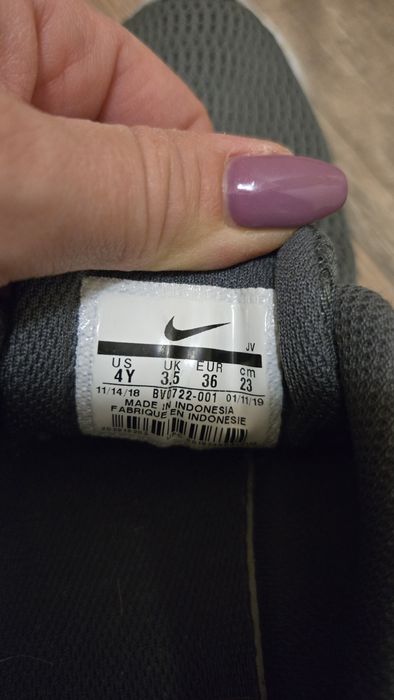 JV
US UK EUR cm
4Y 3.5 36 23
11/14/18 BV0722-001 01/11/19
MADE IN INDONESIA
FABRIQUE EN INDONESIE